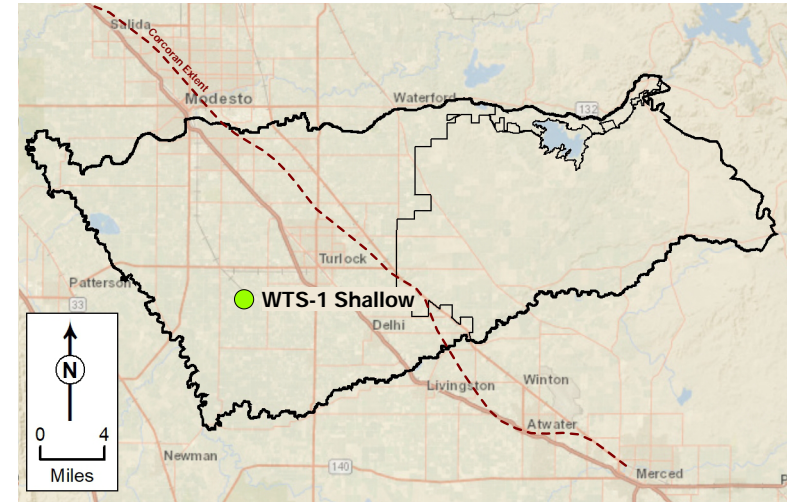 Salida
Corcoran Extent
Modesto
Waterford
132
Turlock
Patterson
WTS-1 Shallow
33
Delhi
N
Livingston
Winton
0 4
Miles
Atwater
Newman
140
Merced
P